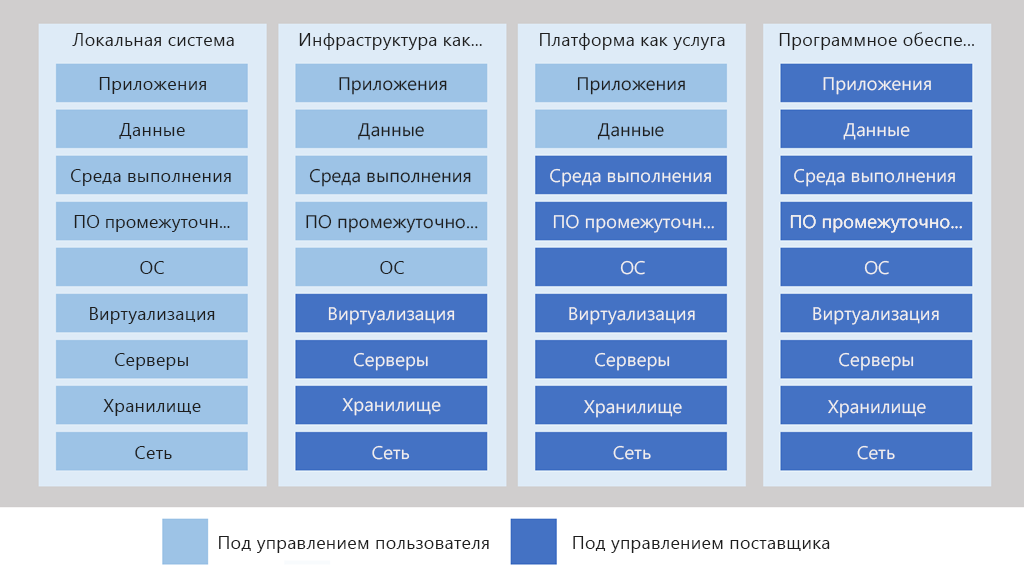 Локальная система
Приложения
Данные
Среда выполнения
ПО промежуточн...
ОС
Виртуализация
Серверы
Хранилище
Сеть
Инфраструктура как...
Приложения
Данные
Среда выполнения
ПО промежуточно...
ОС
Виртуализация
Серверы
Хранилище
Сеть
Платформа как услуга
Приложения
Данные
Среда выполнения
ПО промежуточн...
ОС
Виртуализация
Серверы
Хранилище
Сеть
Программное обеспе...
Приложения
Данные
Среда выполнения
ПО промежуточно...
ОС
Виртуализация
Серверы
Хранилище
Сеть
Под управлением пользователя
Под управлением поставщика